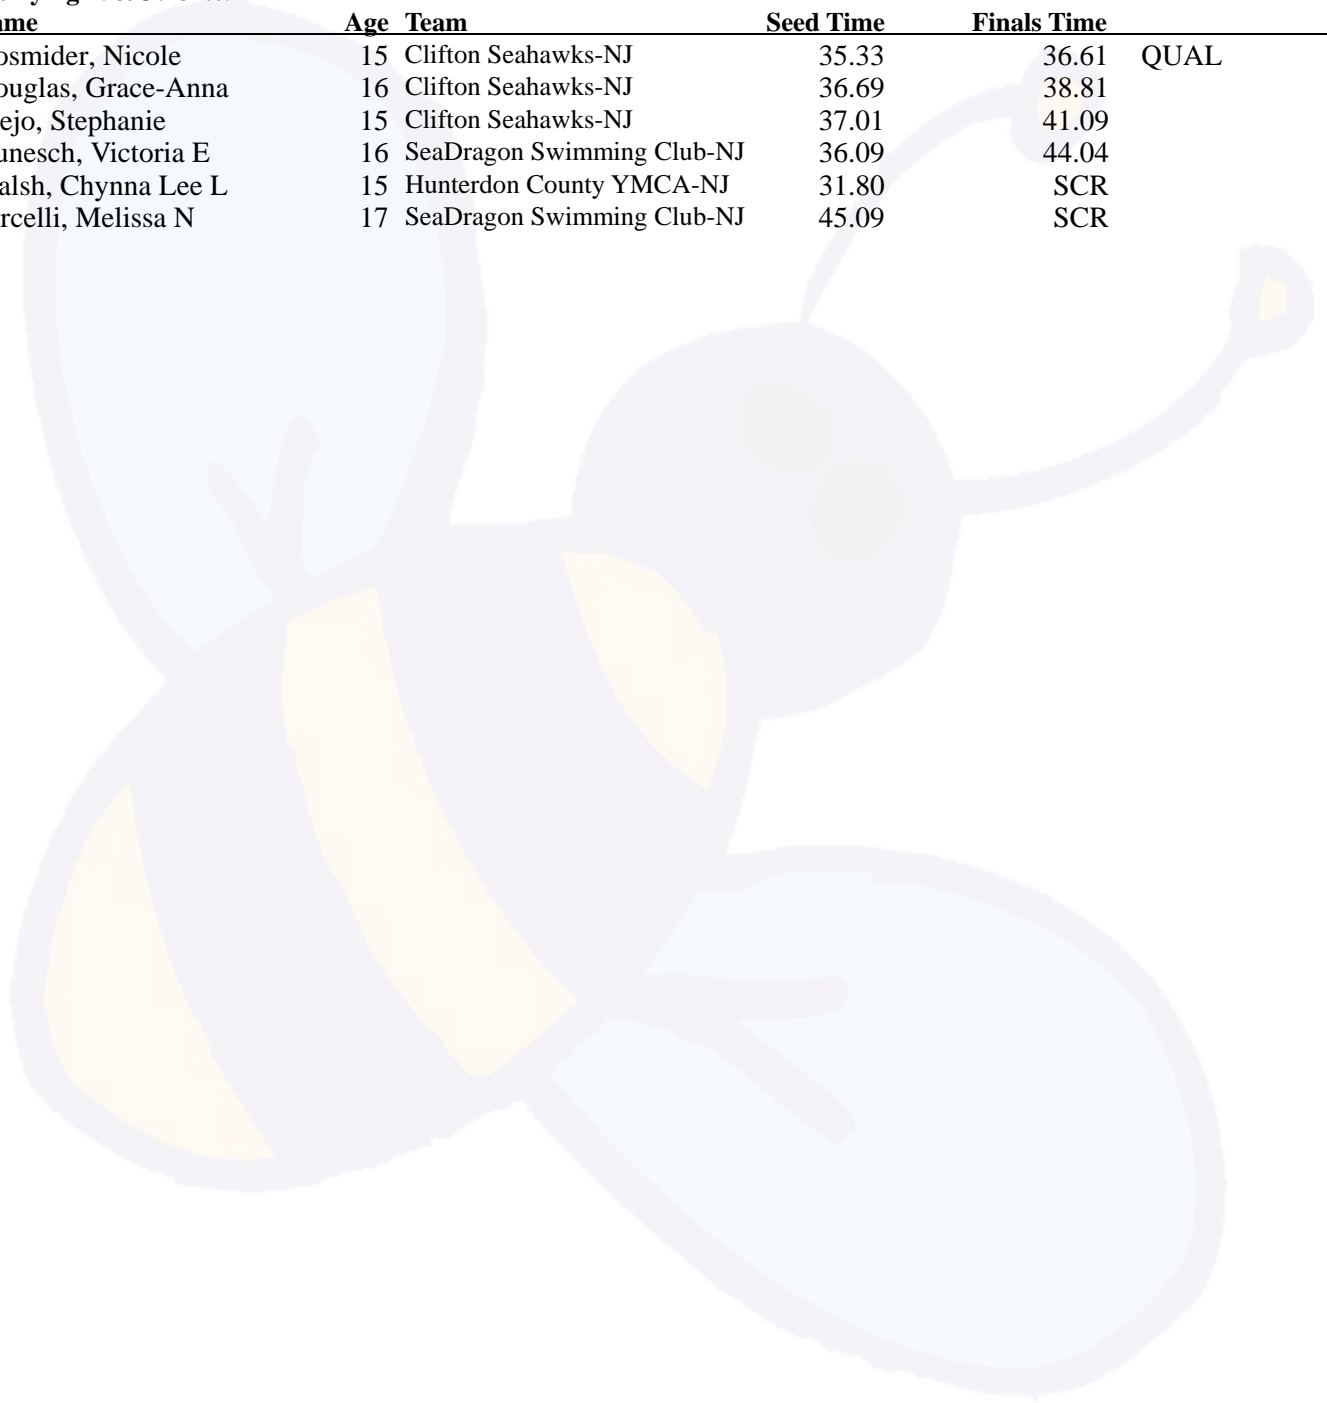 ame Age Team Seed Time Finals Time
osmider, Nicole 15 Clifton Seahawks-NJ 35.33 36.61 QUAL
ouglas, Grace-Anna 16 Clifton Seahawks-NJ 36.69 38.81
ejo, Stephanie 15 Clifton Seahawks-NJ 37.01 41.09
unesch, Victoria E 16 SeaDragon Swimming Club-NJ 36.09 44.04
alsh, Chynna Lee L 15 Hunterdon County YMCA-NJ 31.80 SCR
rcelli, Melissa N 17 SeaDragon Swimming Club-NJ 45.09 SCR